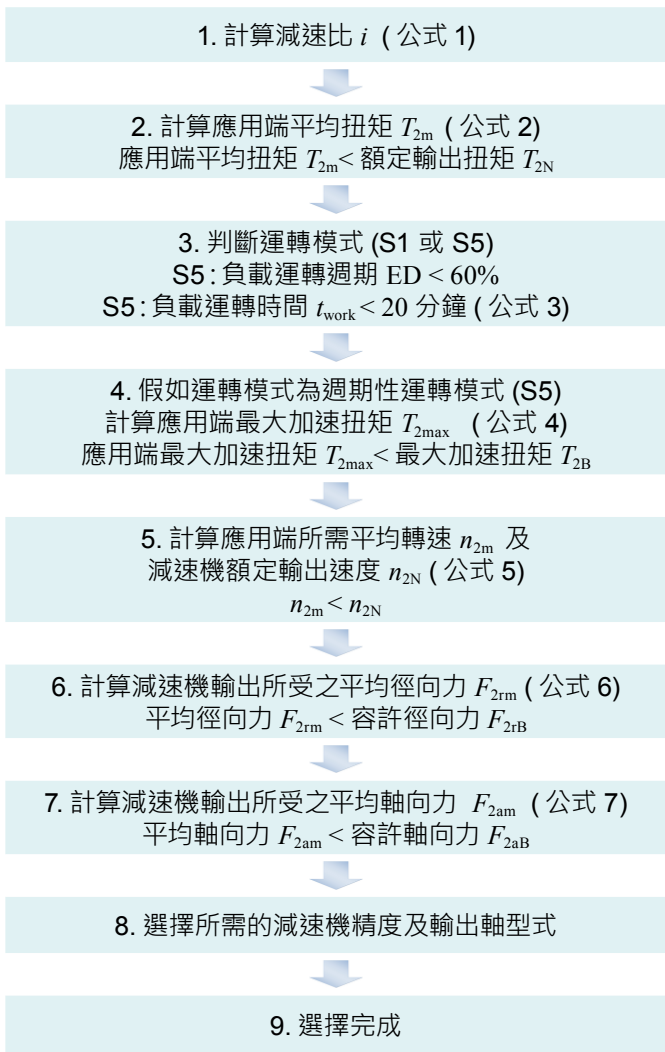 1. 計算減速比 i ( 公式 1)
2. 計算應用端平均扭矩 T2m ( 公式 2)
應用端平均扭矩 T2m< 額定輸出扭矩 T2N
3. 判斷運轉模式 (S1 或 S5)
S5 : 負載運轉週期 ED < 60%
S5 : 負載運轉時間 twork < 20 分鐘 ( 公式 3)
4. 假如運轉模式為週期性運轉模式 (S5)
計算應用端最大加速扭矩 T2max ( 公式 4)
應用端最大加速扭矩 T2max< 最大加速扭矩 T2B
5. 計算應用端所需平均轉速 n2m 及
減速機額定輸出速度 n2N ( 公式 5)
n2m < n2N
6. 計算減速機輸出所受之平均徑向力 F2rm ( 公式 6)
平均徑向力 F2rm < 容許徑向力 F2rB
7. 計算減速機輸出所受之平均軸向力 F2am ( 公式 7)
平均軸向力 F2am < 容許軸向力 F2aB
8. 選擇所需的減速機精度及輸出軸型式
9. 選擇完成